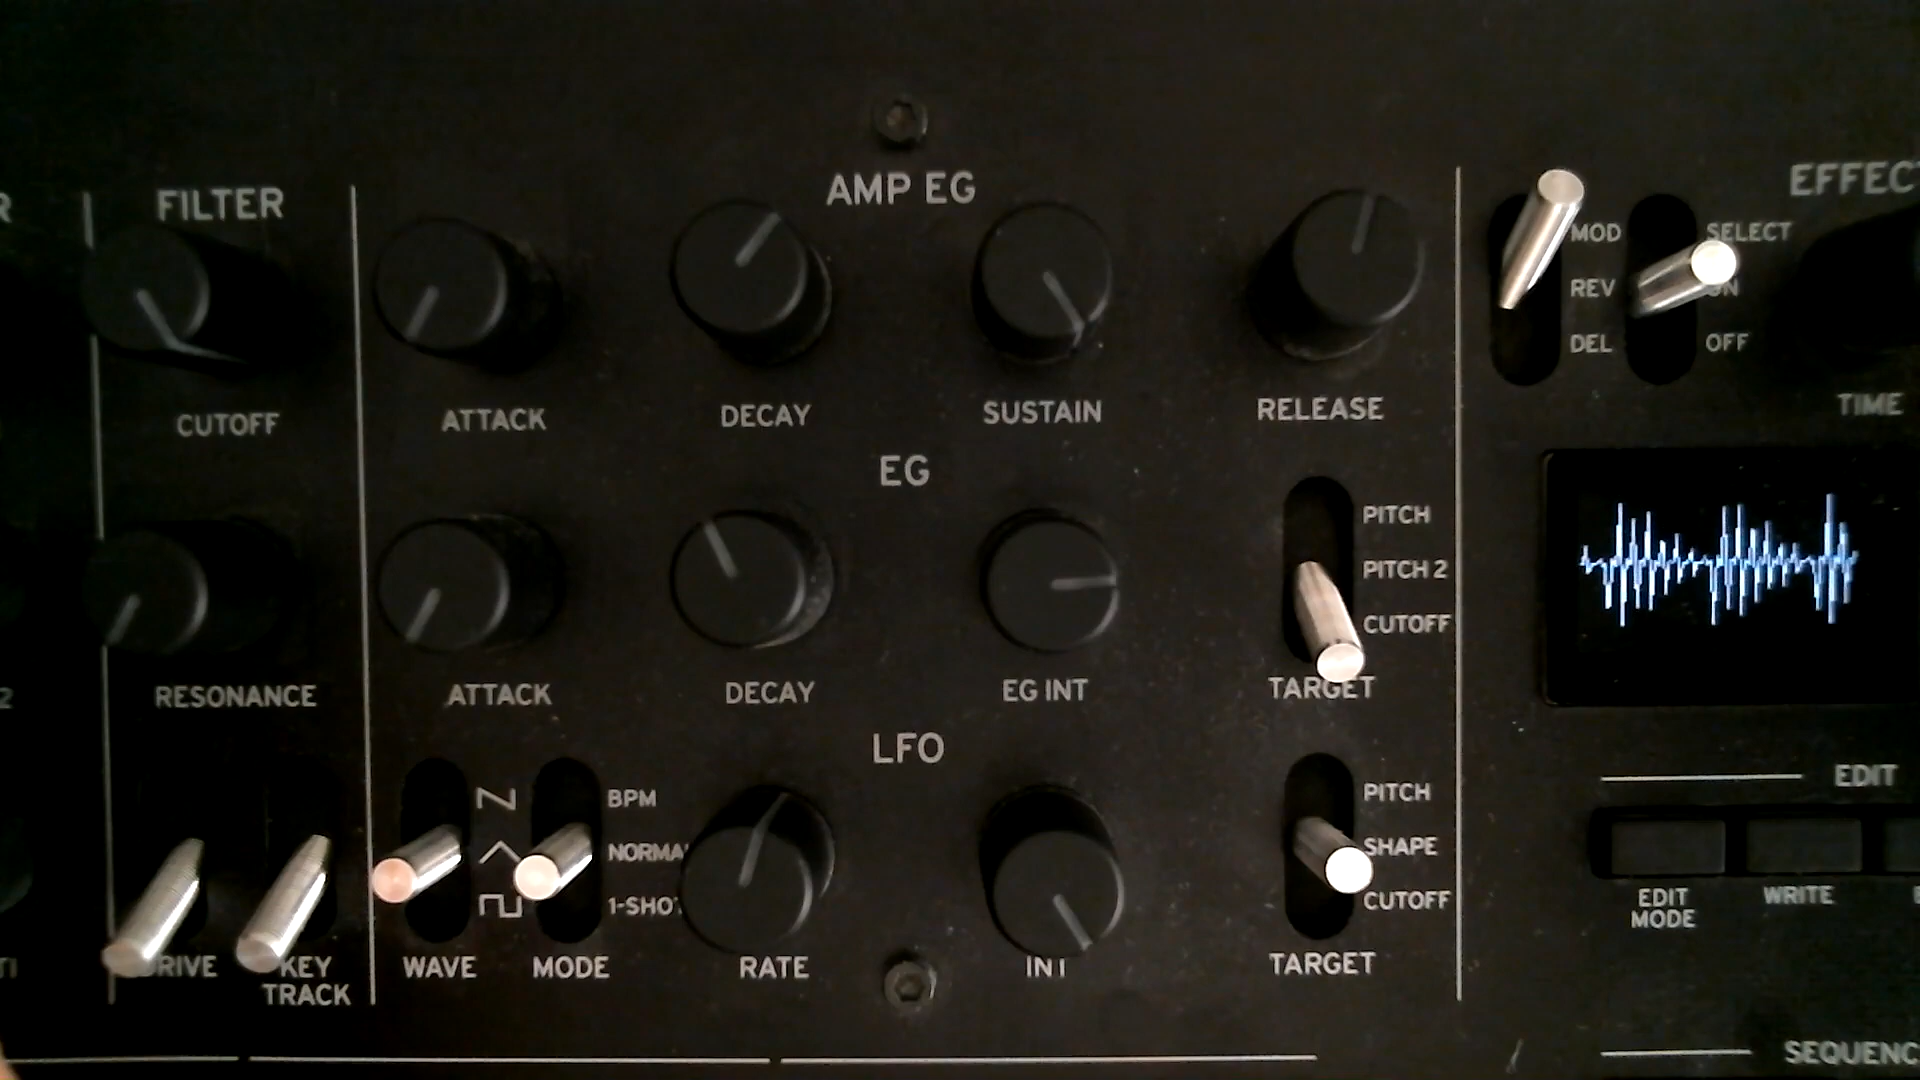 FILTER
CUTOFF
RESONANCE
KEY
TRACK
AMP EG
ATTACK
DECAY
SUSTAIN
RELEASE
EG
ATTACK
DECAY
EG INT
PITCH
PITCH 2
CUTOFF
TARGET
LFO
BPM
WAVE
MODE
RATE
INT
PITCH
SHAPE
CUTOFF
TARGET
MOD
REV
DEL
SELECT
OFF
TIME
EDIT
EDIT
MODE
WRITE